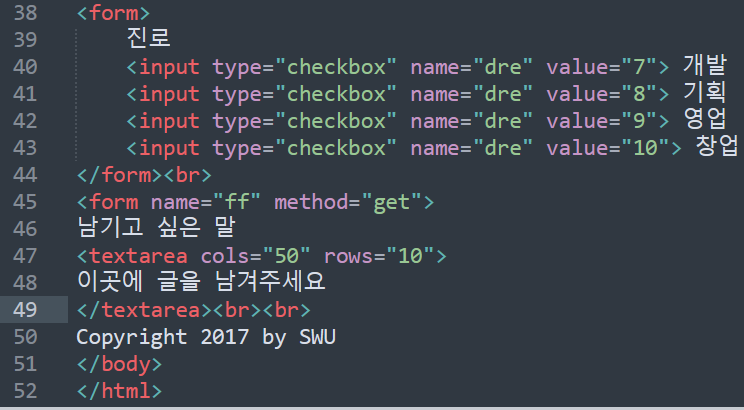 38 <form>
39 진로
40 <input type="checkbox" name="dre" value="7"> 개발
41 <input type="checkbox" name="dre" value="8"> 기획
42 <input type="checkbox" name="dre" value="9"> 영업
43 <input type="checkbox" name="dre" value="10"> 창업
44 </form><br>
45 <form name="ff" method="get">
46 남기고 싶은 말
47 <textarea cols="50" rows="10">
48 이곳에 글을 남겨주세요
49 </textarea><br><br>
50 Copyright 2017 by SWU
51 </body>
52 </html>